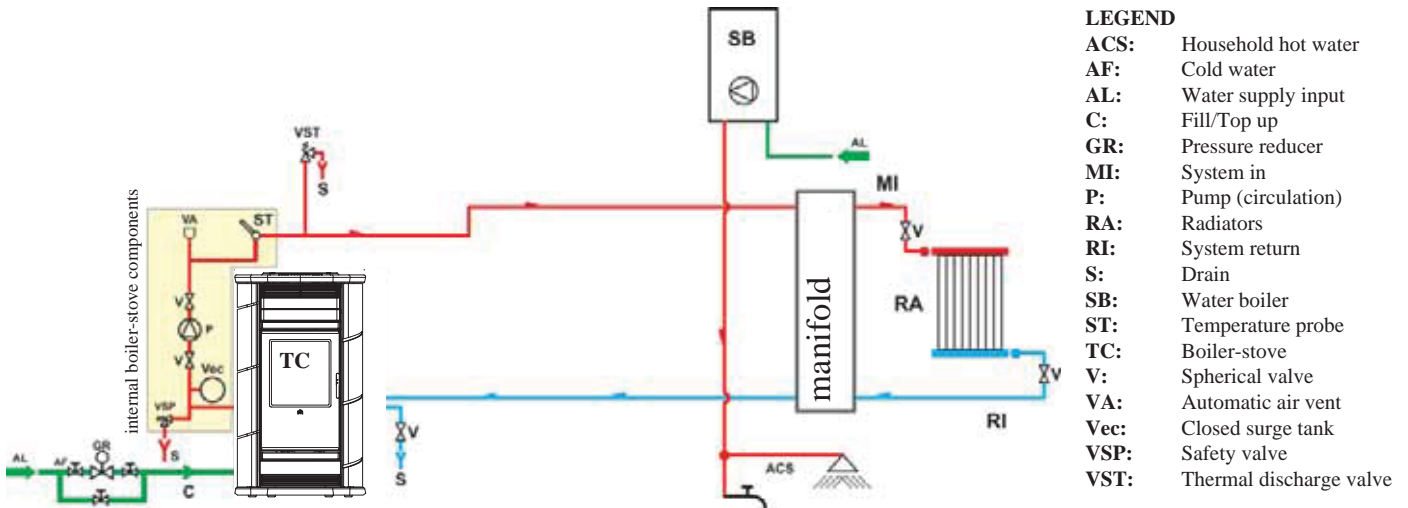 SB
VST
S
AL
MI
V
internal boiler-stove components
VA
ST
V
P
V
Vec
VSP
S
TC
RA
manifold
V
RI
V
S
AL
AF
GR
C
ACS
LEGEND
ACS: Household hot water
AF: Cold water
AL: Water supply input
C: Fill/Top up
GR: Pressure reducer
MI: System in
P: Pump (circulation)
RA: Radiators
RI: System return
S: Drain
SB: Water boiler
ST: Temperature probe
TC: Boiler-stove
V: Spherical valve
VA: Automatic air vent
Vec: Closed surge tank
VSP: Safety valve
VST: Thermal discharge valve